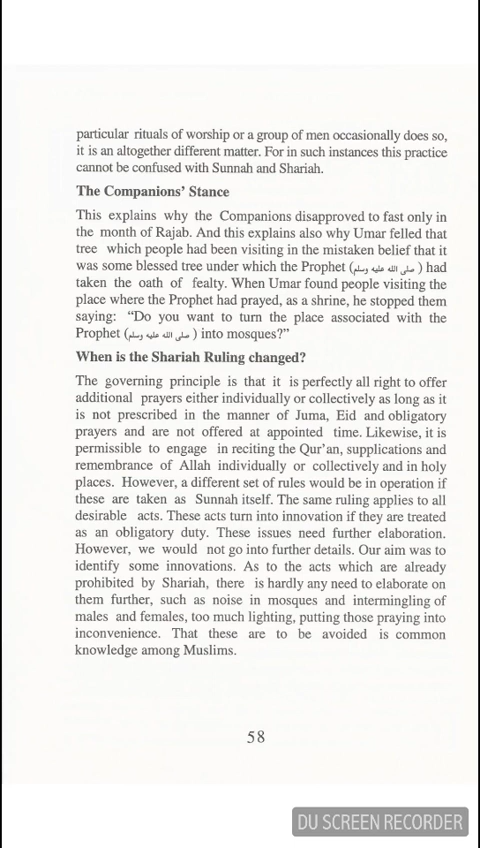 particular rituals of worship or a group of men occasionally does so,
it is an altogether different matter. For in such instances this practice
cannot be confused with Sunnah and Shariah.
The Companions' Stance
This explains why the Companions disapproved to fast only in
the month of Rajab. And this explains also why Umar felled that
tree which people had been visiting in the mistaken belief that it
was some blessed tree under which the Prophet (صلى الله عليه وسلم) had
taken the oath of fealty. When Umar found people visiting the
place where the Prophet had prayed, as a shrine, he stopped them
saying: “Do you want to turn the place associated with the
Prophet (صلى الله عليه وسلم) into mosques?”
When is the Shariah Ruling changed?
The governing principle is that it is perfectly all right to offer
additional prayers either individually or collectively as long as it
is not prescribed in the manner of Juma, Eid and obligatory
prayers and are not offered at appointed time. Likewise, it is
permissible to engage in reciting the Qur'an, supplications and
remembrance of Allah individually or collectively and in holy
places. However, a different set of rules would be in operation if
these are taken as Sunnah itself. The same ruling applies to all
desirable acts. These acts turn into innovation if they are treated
as an obligatory duty. These issues need further elaboration.
However, we would not go into further details. Our aim was to
identify some innovations. As to the acts which are already
prohibited by Shariah, there is hardly any need to elaborate on
them further, such as noise in mosques and intermingling of
males and females, too much lighting, putting those praying into
inconvenience. That these are to be avoided is common
knowledge among Muslims.
58
DU SCREEN RECORDER